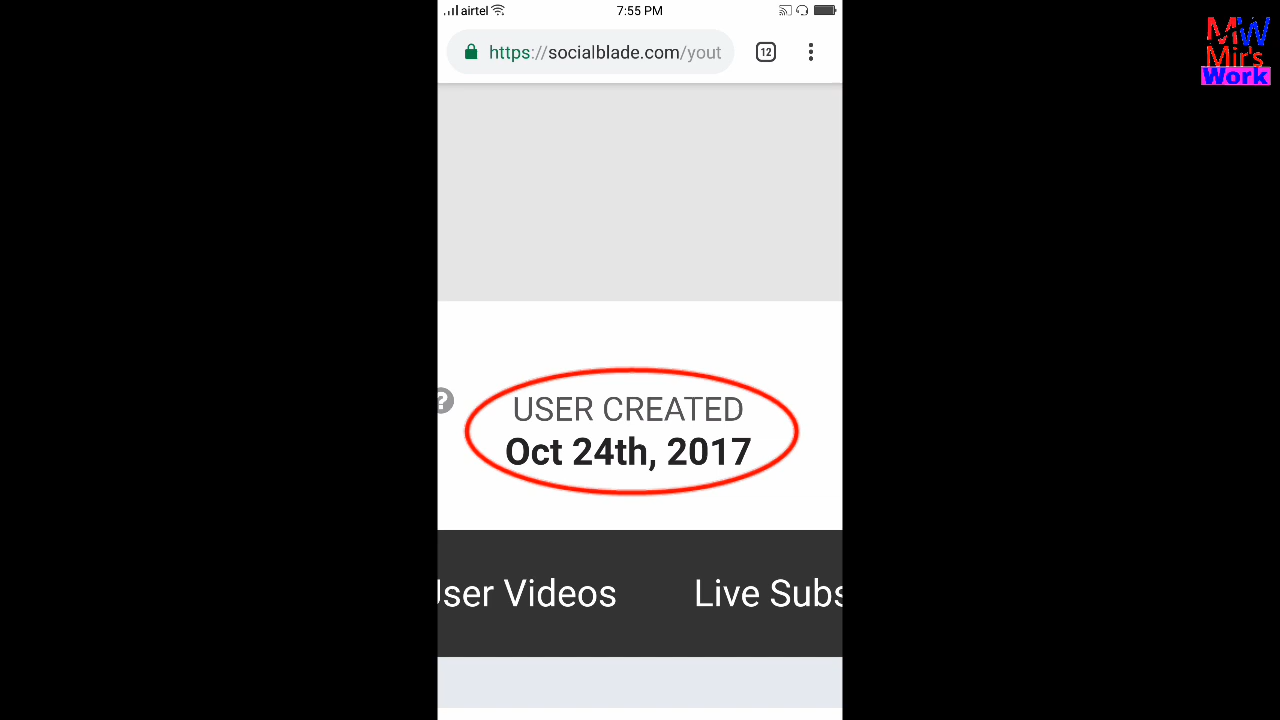 airtel 7:55 PM
https://socialblade.com/yout 12
USER CREATED
Oct 24th, 2017
User Videos Live Subs
MW
Mir's
Work